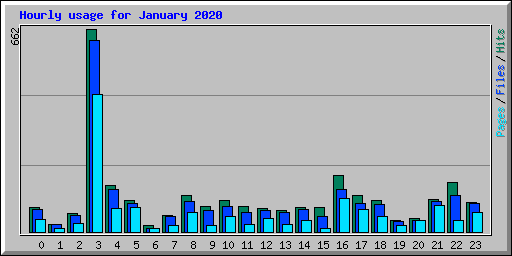 Hourly usage for January 2020
662
Pages/Files/Hits
0 1 2 3 4 5 6 7 8 9 10 11 12 13 14 15 16 17 18 19 20 21 22 23